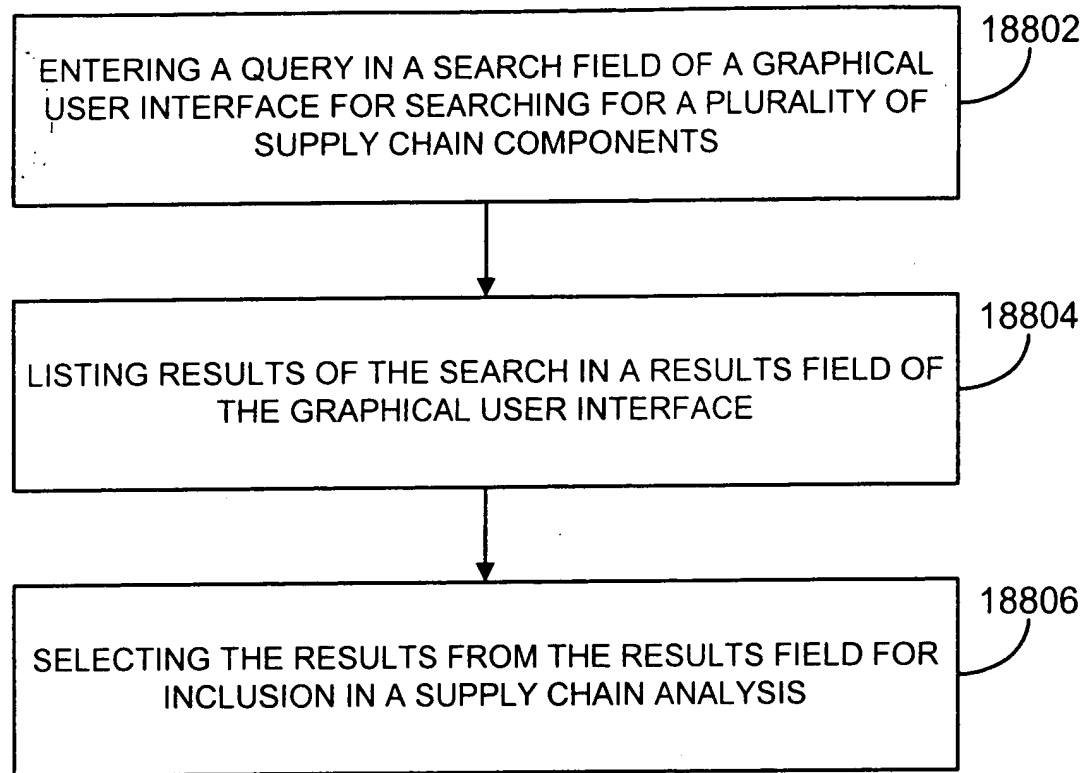 18802
ENTERING A QUERY IN A SEARCH FIELD OF A GRAPHICAL
USER INTERFACE FOR SEARCHING FOR A PLURALITY OF
SUPPLY CHAIN COMPONENTS
18804
LISTING RESULTS OF THE SEARCH IN A RESULTS FIELD OF
THE GRAPHICAL USER INTERFACE
18806
SELECTING THE RESULTS FROM THE RESULTS FIELD FOR
INCLUSION IN A SUPPLY CHAIN ANALYSIS